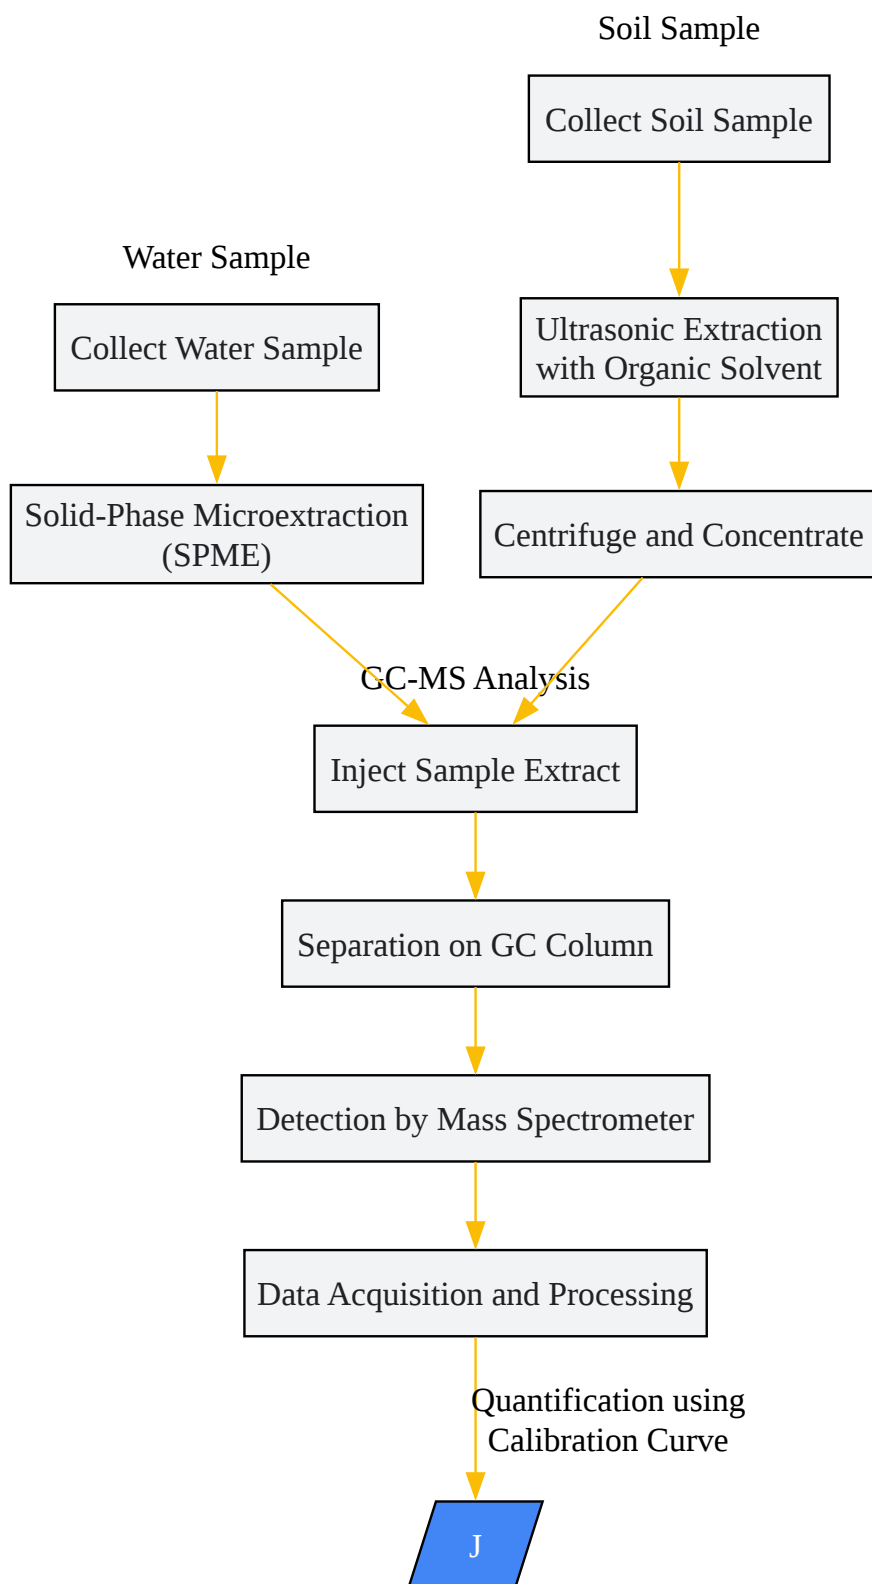 Soil Sample
Collect Soil Sample
Water Sample
Collect Water Sample
Ultrasonic Extraction
with Organic Solvent
Solid-Phase Microextraction
(SPME)
Centrifuge and Concentrate
GC-MS Analysis
Inject Sample Extract
Separation on GC Column
Detection by Mass Spectrometer
Data Acquisition and Processing
Quantification using
Calibration Curve
J